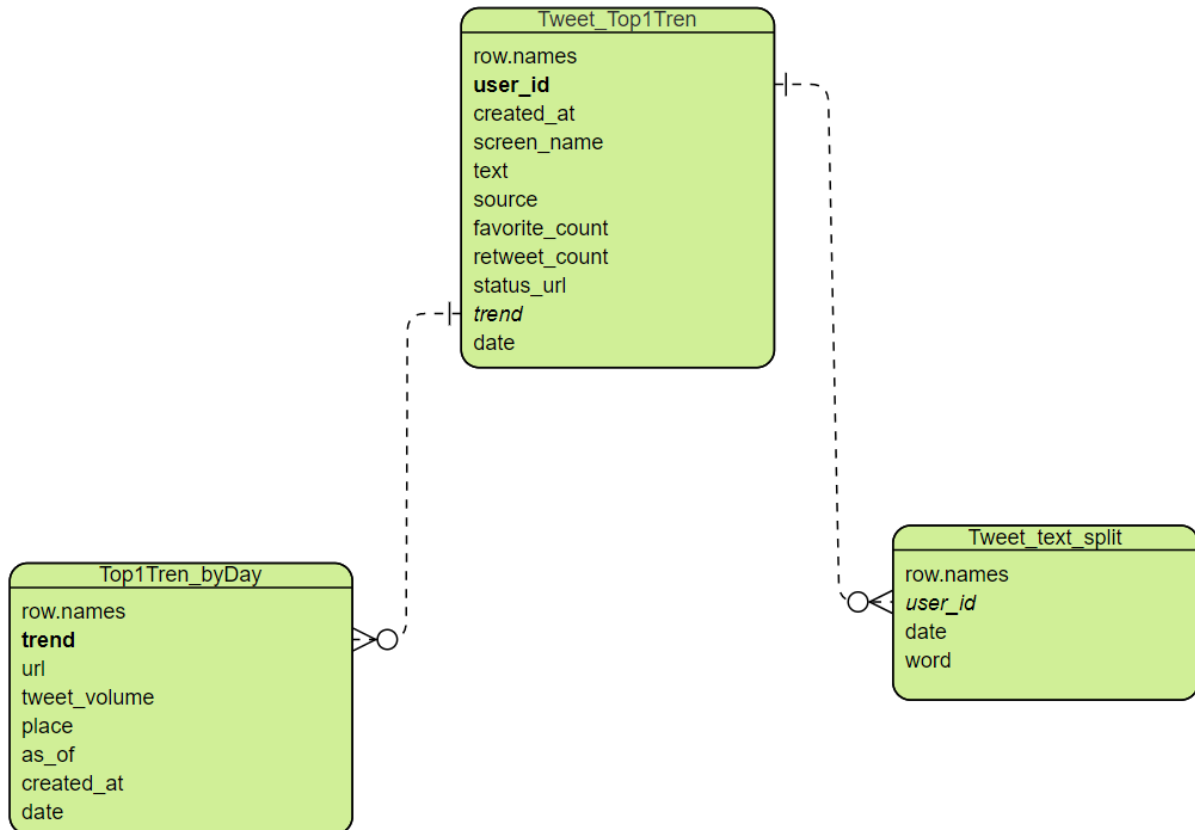 Tweet_Top1Tren
row.names
user_id
created_at
screen_name
text
source
favorite_count
retweet_count
status_url
trend
date
Top1Tren_byDay
row.names
trend
url
tweet_volume
place
as_of
created_at
date
Tweet_text_split
row.names
user_id
date
word